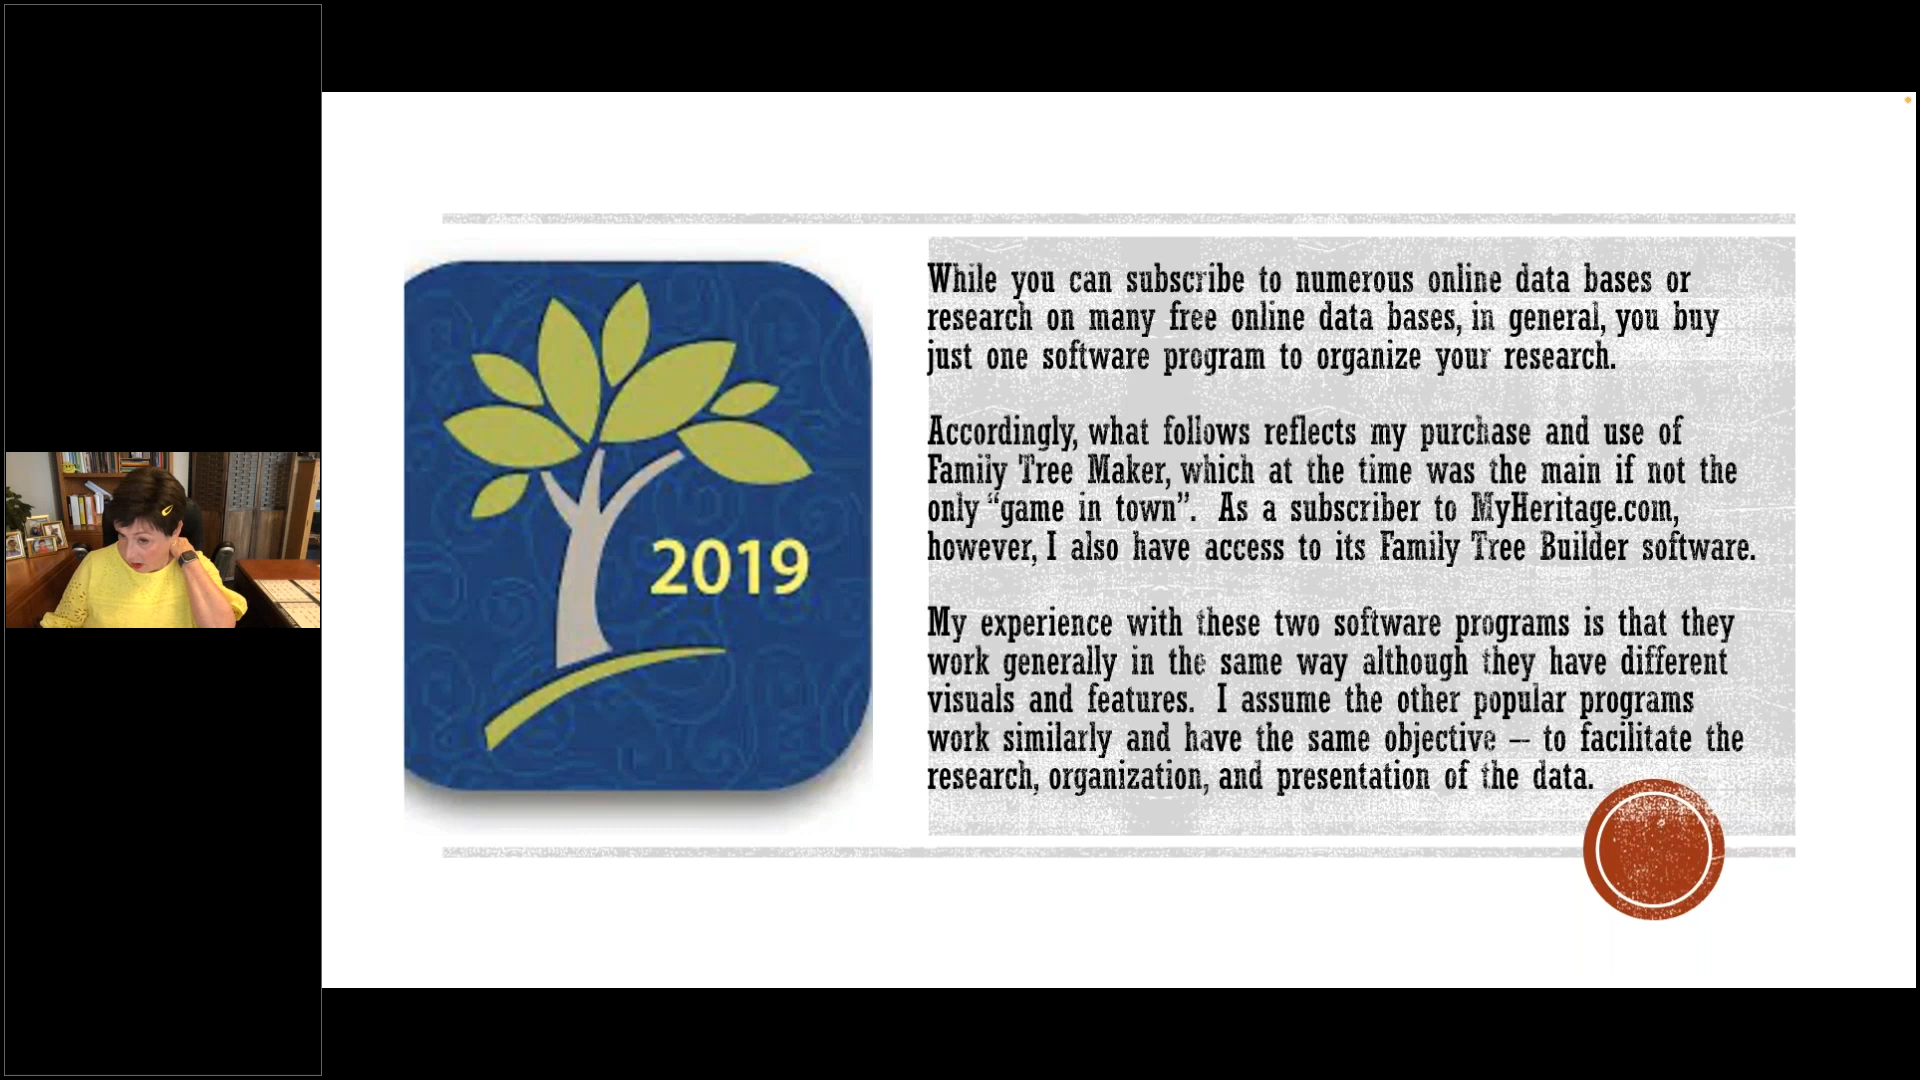 2019
While you can subscribe to numerous online data bases or
research on many free online data bases, in general, you buy
just one software program to organize your research.
Accordingly, what follows reflects my purchase and use of
Family Tree Maker, which at the time was the main if not the
only “game in town”. As a subscriber to MyHeritage.com,
however, I also have access to its Family Tree Builder software.
My experience with these two software programs is that they
work generally in the same way although they have different
visuals and features. I assume the other popular programs
work similarly and have the same objective – to facilitate the
research, organization, and presentation of the data.